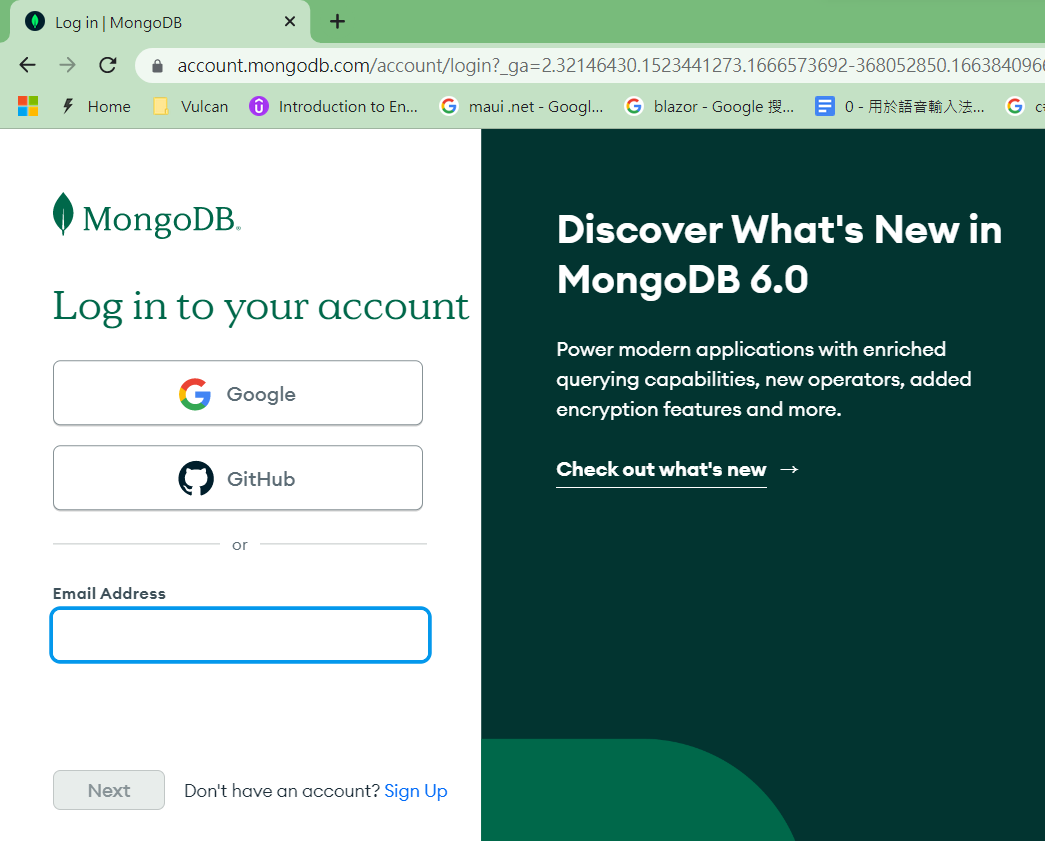 Log in | MongoDB
account.mongodb.com/account/login?_ga=2.32146430.1523441273.1666573692-368052850.166384096
Home
Vulcan
Introduction to En...
maui .net - Googl...
blazor - Google 搜...
0 - 用於語音輸入法...
MongoDB®
Log in to your account
Google
GitHub
or
Email Address
Next
Don't have an account? Sign Up
Discover What's New in
MongoDB 6.0
Power modern applications with enriched
querying capabilities, new operators, added
encryption features and more.
Check out what's new →